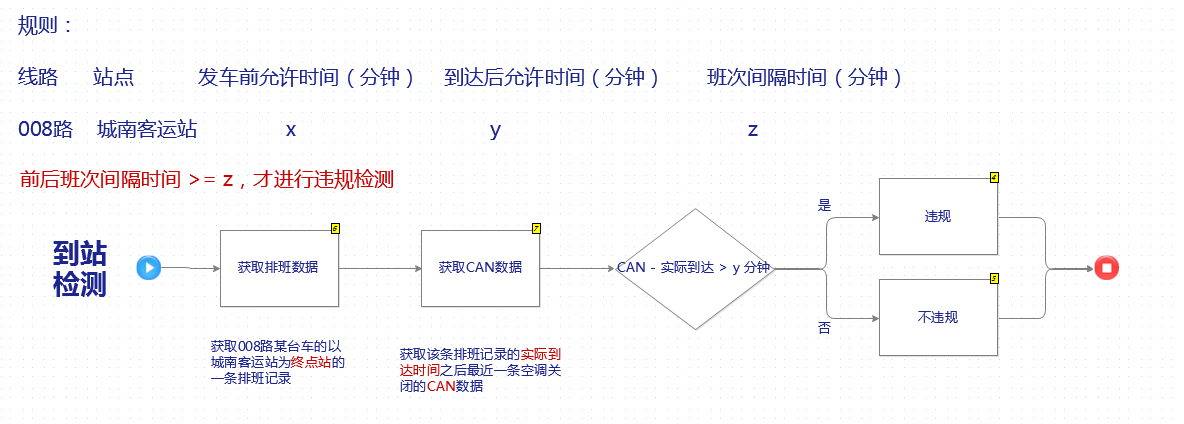 规则：
线路 站点 发车前允许时间（分钟） 到达后允许时间（分钟） 班次间隔时间（分钟）
008路 城南客运站 x y z
前后班次间隔时间 >= z，才进行违规检测
到站
检测
6
获取排班数据
获取008路某台车的以
城南客运站为终点站的
一条排班记录
7
获取CAN数据
获取该条排班记录的实际到
达时间之后最近一条空调关
闭的CAN数据
CAN - 实际到达 > y 分钟
是
4
违规
否
5
不违规